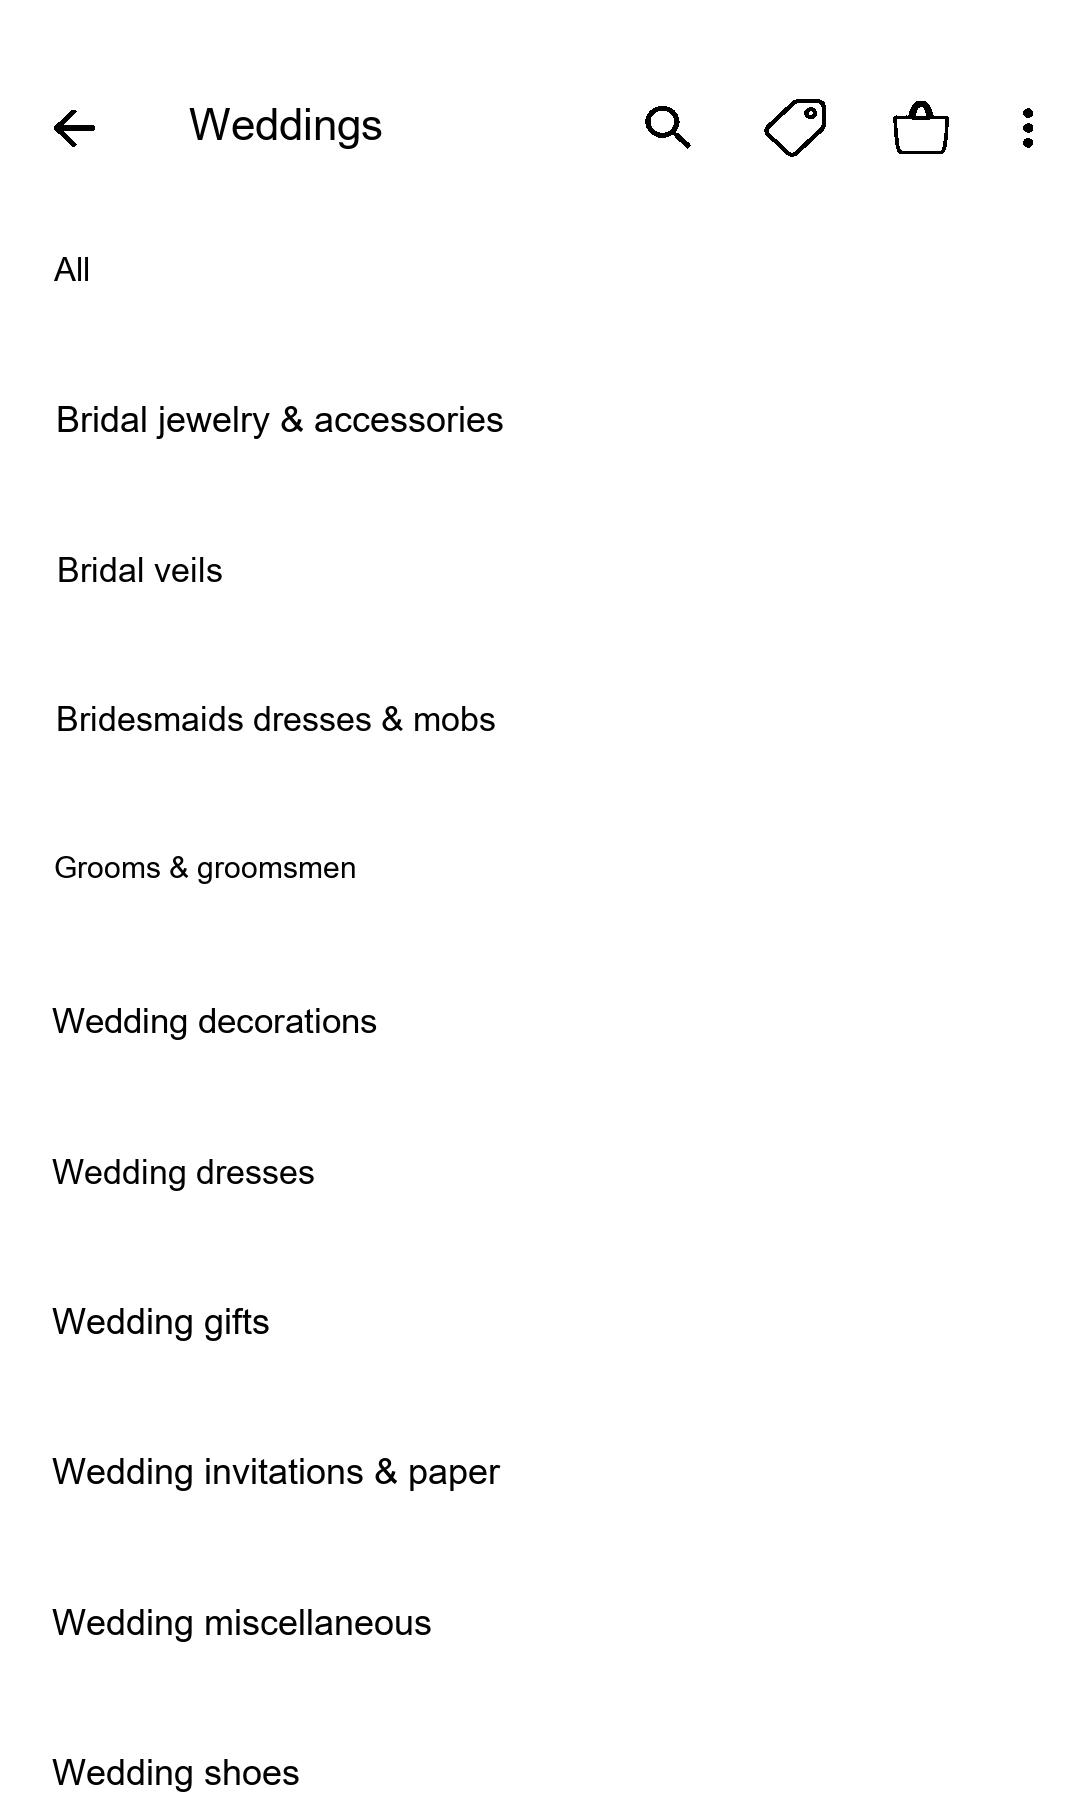 Weddings
All
Bridal jewelry & accessories
Bridal veils
Bridesmaids dresses & mobs
Grooms & groomsmen
Wedding decorations
Wedding dresses
Wedding gifts
Wedding invitations & paper
Wedding miscellaneous
Wedding shoes